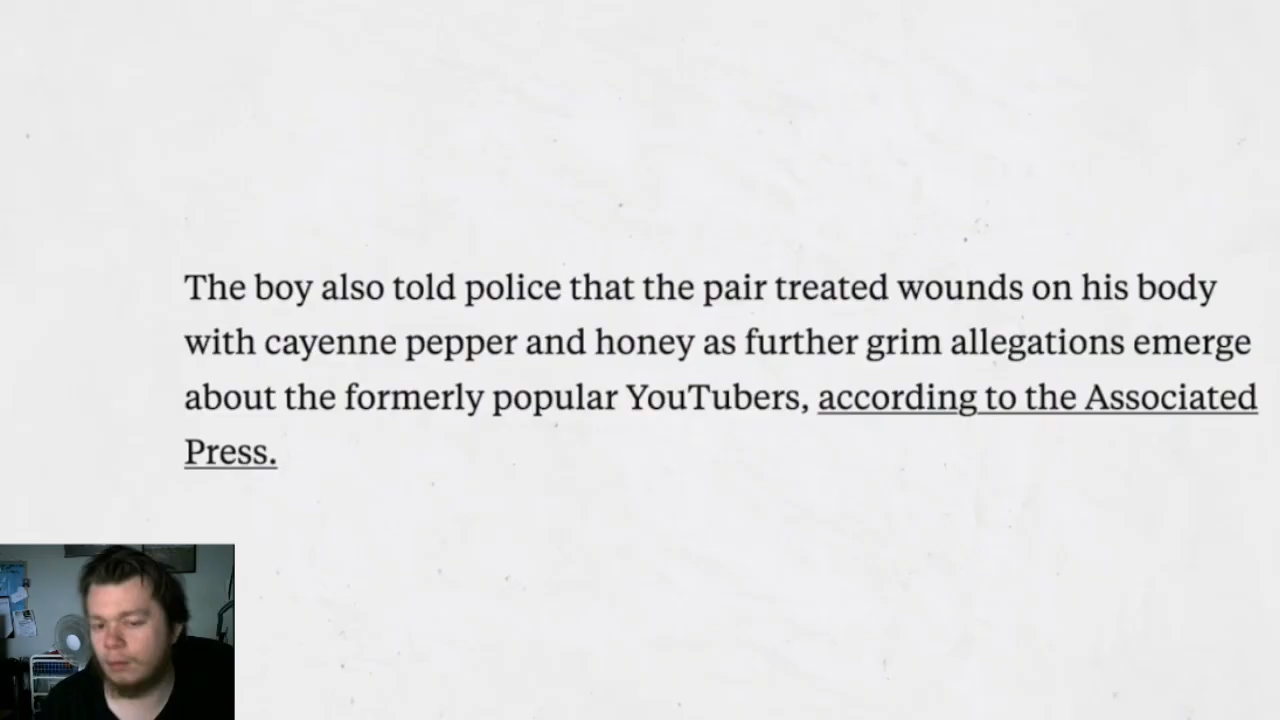 The boy also told police that the pair treated wounds on his body
with cayenne pepper and honey as further grim allegations emerge
about the formerly popular YouTubers, according to the Associated
Press.